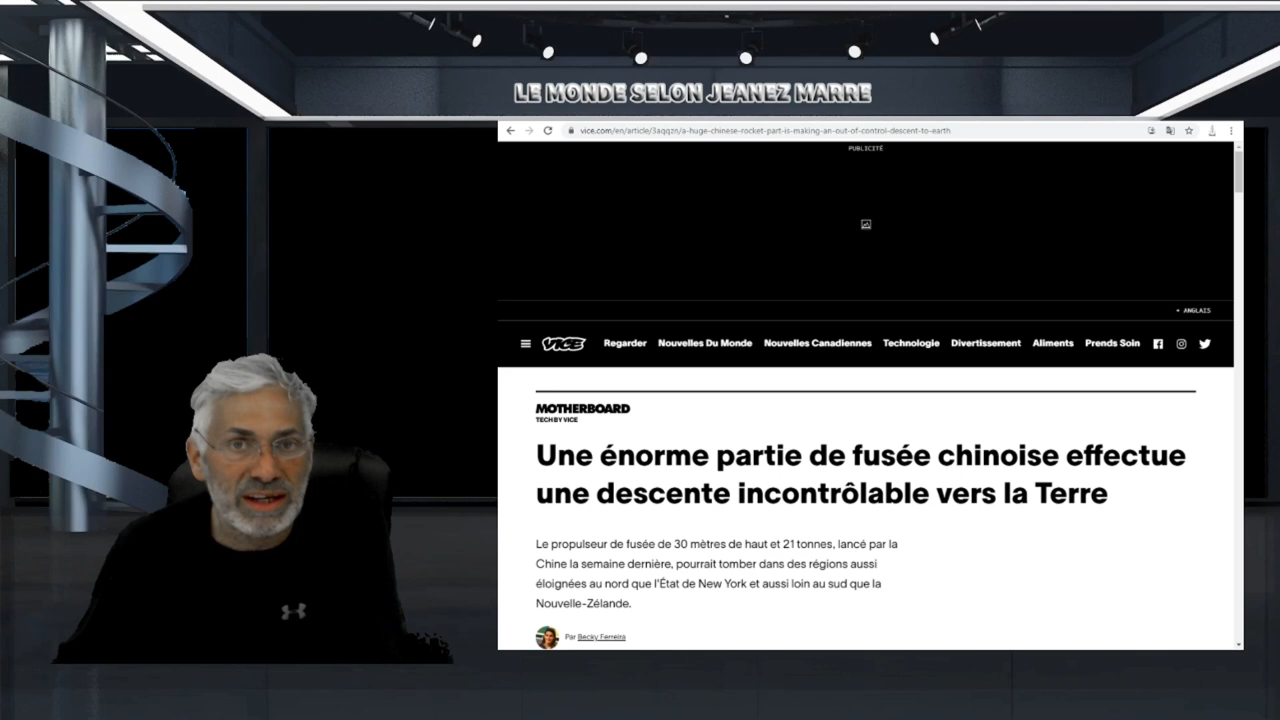 LE MONDE SELON JEANEZ MARRE
vice.com/en/article/3aqqzn/a-huge-chinese-rocket-part-is-making-an-out-of-control-descent-to-earth
PUBLICITÉ
+ ANGLAIS
VICE Regarder Nouvelles Du Monde Nouvelles Canadiennes Technologie Divertissement Aliments Prends Soin
MOTHERBOARD
TECH BY VICE
Une énorme partie de fusée chinoise effectue
une descente incontrôlable vers la Terre
Le propulseur de fusée de 30 mètres de haut et 21 tonnes, lancé par la
Chine la semaine dernière, pourrait tomber dans des régions aussi
éloignées au nord que l'État de New York et aussi loin au sud que la
Nouvelle-Zélande.
Par Becky Ferreira